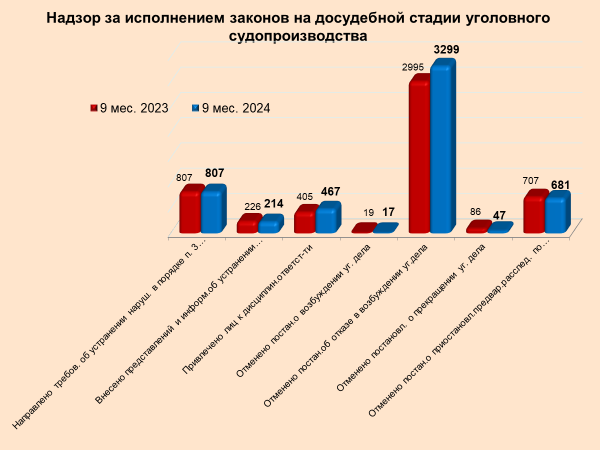 Надзор за исполнением законов на досудебной стадии уголовного
судопроизводства
9 мес. 2023
9 мес. 2024
807
807
226
214
405
467
19
17
2995
3299
86
47
707
681
Направлено требов. об устранении наруш. в порядке п. 3…
Внесено представлений и информ.об устранении…
Привлечено лиц к дисциплин.ответст-ти
Отменено постан.о возбуждении уг. дела
Отменено постан.об отказе в возбуждении уг.дела
Отменено постановл. о прекращении уг. дела
Отменено постан.о приостановл.предвар.расслед. по…